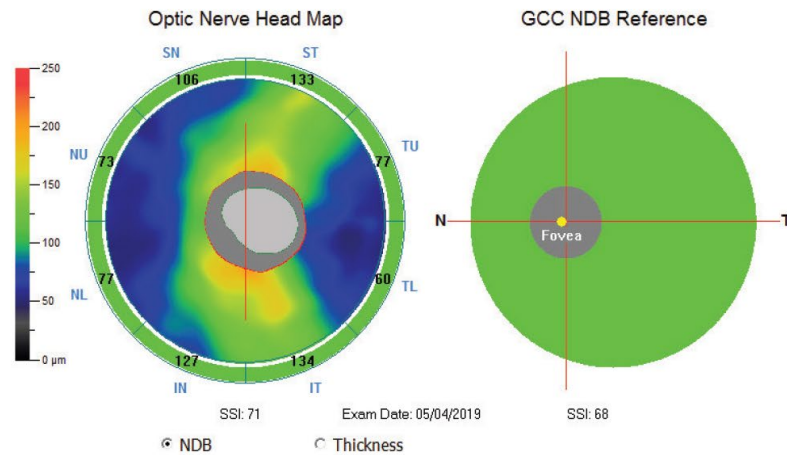 Optic Nerve Head Map
GCC NDB Reference
SN
ST
106
133
250
200
150
100
50
0 µm
NU
TU
73
77
NL
TL
77
60
127
134
IN
IT
N
T
Fovea
SSI: 71
Exam Date: 05/04/2019
SSI: 68
NDB
Thickness